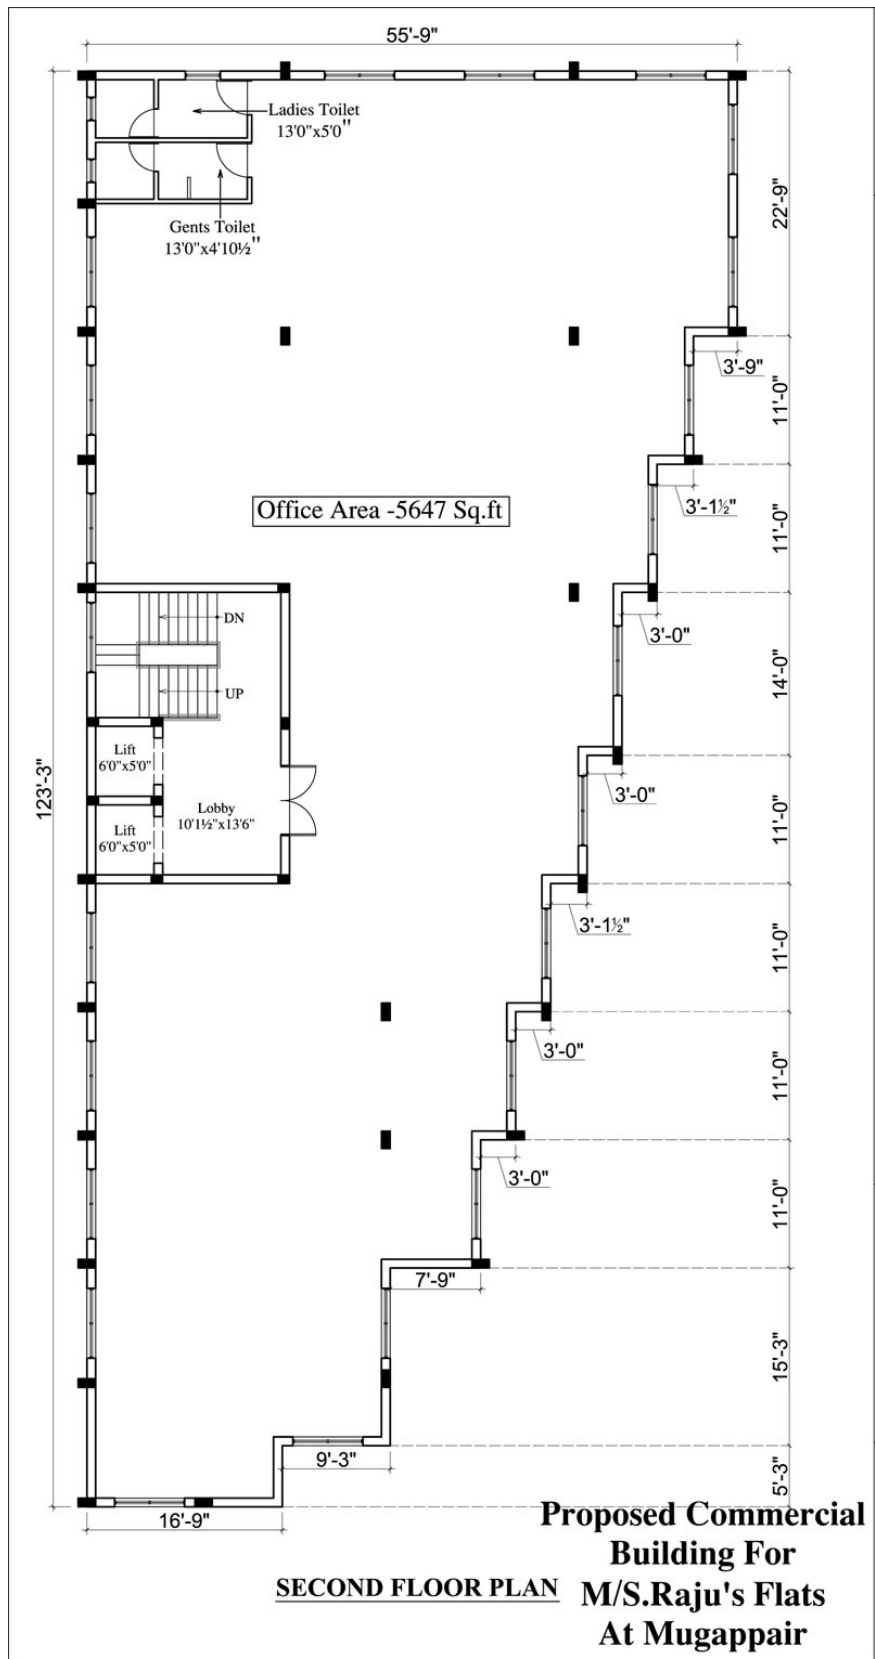 55'-9"
Ladies Toilet
13'0"x5'0"
Gents Toilet
13'0"x4'10½"
22'-9"
3'-9"
11'-0"
3'-1½"
Office Area -5647 Sq.ft
11'-0"
DN
3'-0"
14'-0"
UP
Lift
6'0"x5'0"
123'-3"
3'-0"
Lobby
10'1½"x13'6"
11'-0"
Lift
6'0"x5'0"
3'-1½"
11'-0"
3'-0"
11'-0"
3'-0"
11'-0"
7'-9"
15'-3"
9'-3"
5'-3"
16'-9"
Proposed Commercial
Building For
M/S.Raju's Flats
At Mugappair
SECOND FLOOR PLAN